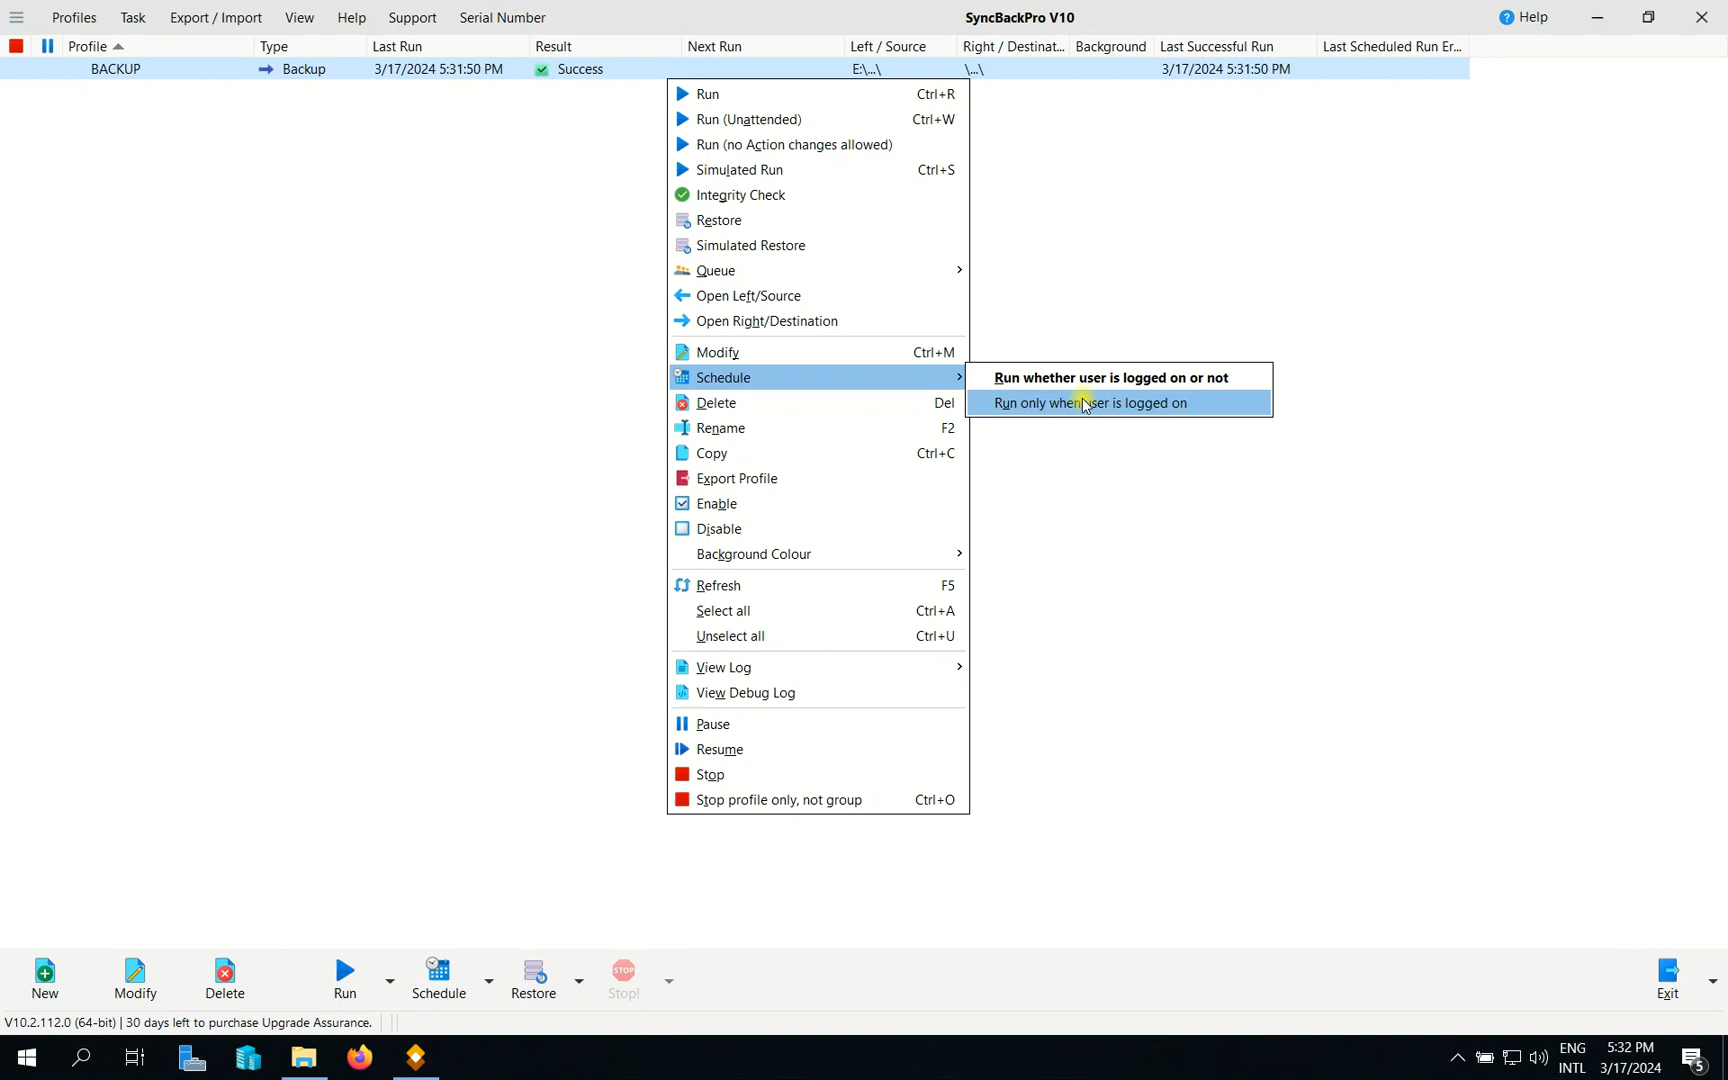 Profiles Task Export / Import View Help Support Serial Number SyncBackPro V10 Help
Profile Type Last Run Result Next Run Left / Source Right / Destinat... Background Last Successful Run Last Scheduled Run Er...
BACKUP Backup 3/17/2024 5:31:50 PM Success E:\...\ \...\ 3/17/2024 5:31:50 PM
Run Ctrl+R
Run (Unattended) Ctrl+W
Run (no Action changes allowed)
Simulated Run Ctrl+S
Integrity Check
Restore
Simulated Restore
Queue
Open Left/Source
Open Right/Destination
Modify Ctrl+M
Schedule
Run whether user is logged on or not
Run only when user is logged on
Delete Del
Rename F2
Copy Ctrl+C
Export Profile
Enable
Disable
Background Colour
Refresh F5
Select all Ctrl+A
Unselect all Ctrl+U
View Log
View Debug Log
Pause
Resume
Stop
Stop profile only, not group Ctrl+O
New Modify Delete Run Schedule Restore STOP Stop! Exit
V10.2.112.0 (64-bit) | 30 days left to purchase Upgrade Assurance.
ENG 5:32 PM
INTL 3/17/2024 5